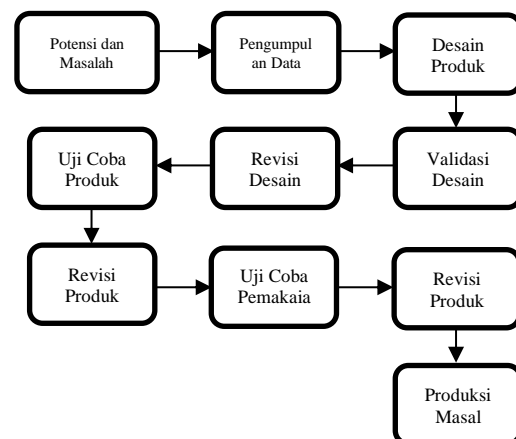 Potensi dan
Masalah
Pengumpul
an Data
Desain
Produk
Validasi
Desain
Revisi
Desain
Uji Coba
Produk
Revisi
Produk
Uji Coba
Pemakaia
Revisi
Produk
Produksi
Masal